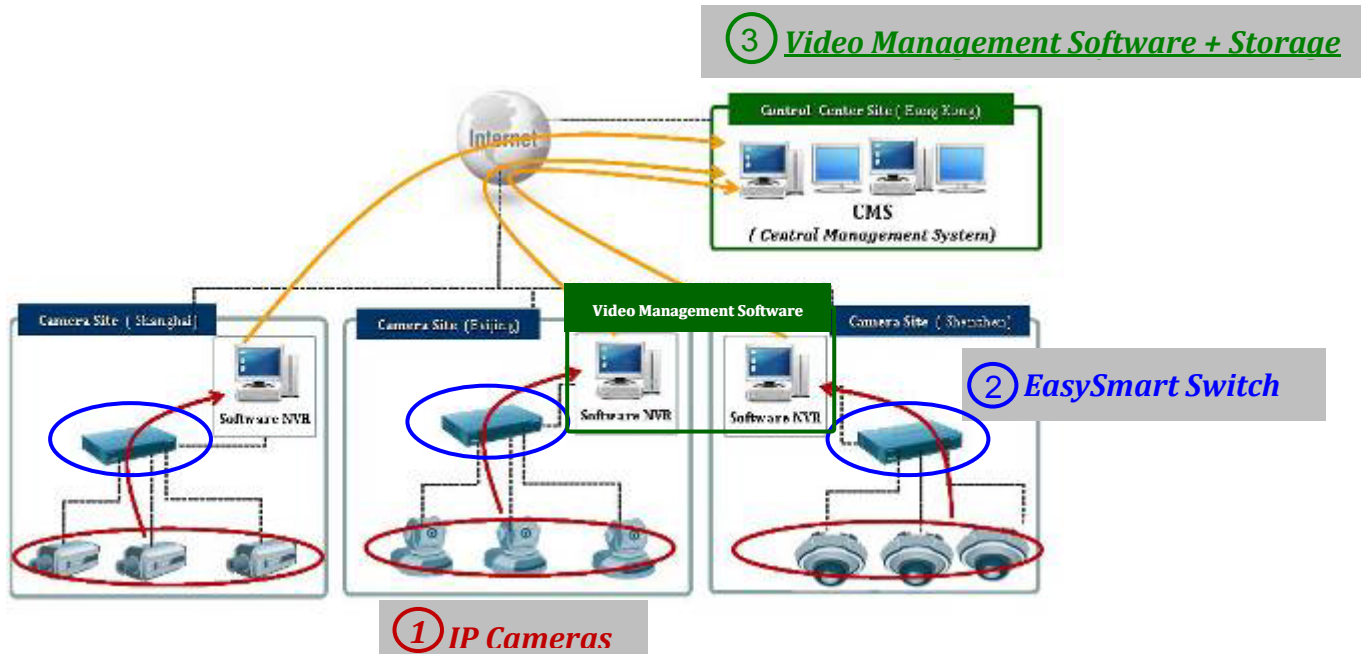 3 Video Management Software + Storage
Internet
Control Center Site ( Hong Kong)
CMS
( Central Management System)
Camera Site ( Shanghai)
Camera Site (Beijing)
Video Management Software
Camera Site ( Shenzhen)
2 EasySmart Switch
Software NVR
Software NVR
Software NVR
1 IP Cameras